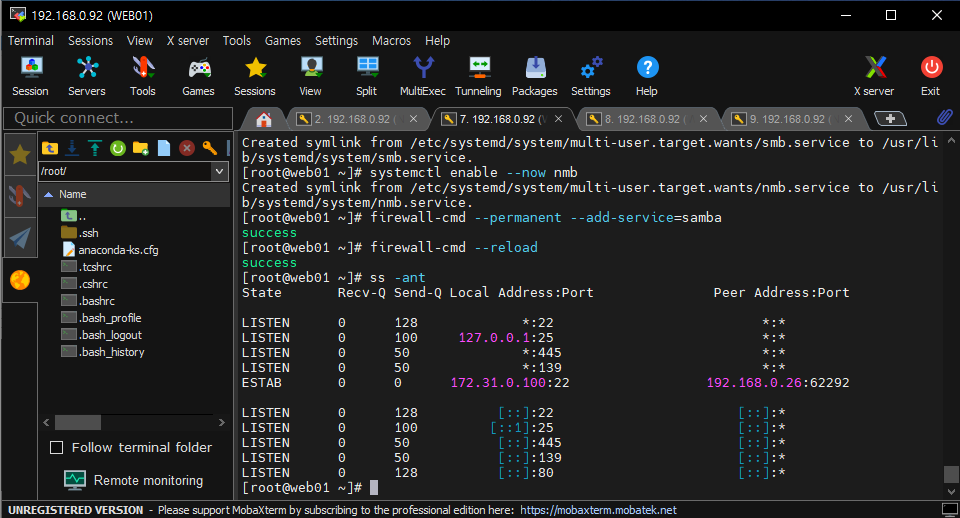 192.168.0.92 (WEB01)
Terminal Sessions View X server Tools Games Settings Macros Help
Session Servers Tools Games Sessions View Split MultiExec Tunneling Packages Settings Help X server Exit
Quick connect...
2. 192.168.0.92 ( 7. 192.168.0.92 (V 8. 192.168.0.92 ( 9. 192.168.0.92 (
/root/
Name
..
.ssh
anaconda-ks.cfg
.tcshrc
.cshrc
.bashrc
.bash_profile
.bash_logout
.bash_history
Follow terminal folder
Remote monitoring
Created symlink from /etc/systemd/system/multi-user.target.wants/smb.service to /usr/li
b/systemd/system/smb.service.
[root@web01 ~]# systemctl enable --now nmb
Created symlink from /etc/systemd/system/multi-user.target.wants/nmb.service to /usr/li
b/systemd/system/nmb.service.
[root@web01 ~]# firewall-cmd --permanent --add-service=samba
success
[root@web01 ~]# firewall-cmd --reload
success
[root@web01 ~]# ss -ant
State Recv-Q Send-Q Local Address:Port Peer Address:Port
LISTEN 0 128 *:22 *:*
LISTEN 0 100 127.0.0.1:25 *:*
LISTEN 0 50 *:445 *:*
LISTEN 0 50 *:139 *:*
ESTAB 0 0 172.31.0.100:22 192.168.0.26:62292
LISTEN 0 128 [::]:22 [::]:*
LISTEN 0 100 [::1]:25 [::]:*
LISTEN 0 50 [::]:445 [::]:*
LISTEN 0 50 [::]:139 [::]:*
LISTEN 0 128 [::]:80 [::]:*
[root@web01 ~]#
UNREGISTERED VERSION - Please support MobaXterm by subscribing to the professional edition here: https://mobaxterm.mobatek.net